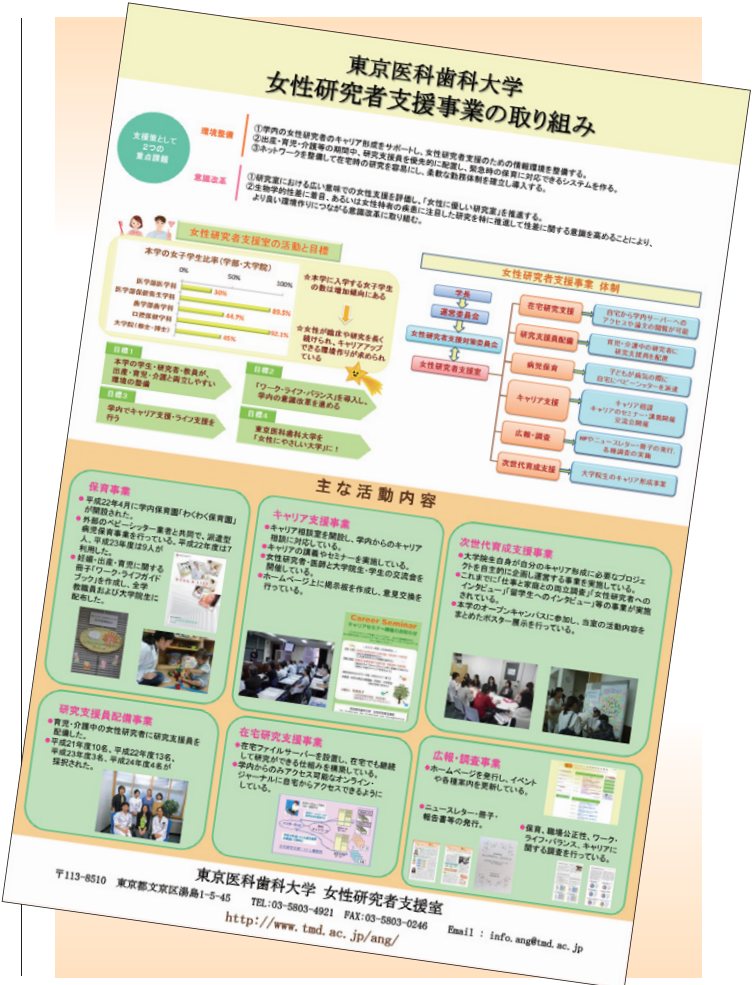 東京医科歯科大学
女性研究者支援事業の取り組み
支援策として
2つの
重点課題
環境整備
①学内の女性研究者のキャリア形成をサポートし、女性研究者支援のための情報環境を整備する。
②出産・育児・介護等の期間中、研究支援員を優先的に配置し、緊急時の保育に対応できるシステムを作る。
③ネットワークを整備して在宅時の研究を容易にし、柔軟な勤務体制を建立し導入する。
意識改革
①研究室における広い意味での女性支援を評価し、「女性に優しい研究室」を推進する。
②生物学的性差に着目、あるいは女性特有の疾患に注目した研究を特に推進して性差に関する意識を高めることにより、
より良い環境作りにつながる意識改革に取り組む。
女性研究者支援室の活動と目標
本学の女子学生比率(学部・大学院)
0%
50%
100%
医学部医学科
30%
医学部保健衛生学科
89.8%
歯学部歯学科
44.7%
口腔保健学科
92.1%
大学院(修士・博士)
45%
☆本学に入学する女子学生
の数は増加傾向にある
☆女性が臨床や研究を長く
続けられ、キャリアアップ
できる環境作りが求められ
ている
目標1
本学の学生・研究者・教員が、
出産・育児・介護と両立しやすい
環境の整備
目標2
「ワーク・ライフ・バランス」を導入し、
学内の意識改革を進める
目標3
学内でキャリア支援・ライフ支援を
行う
目標4
東京医科歯科大学を
「女性にやさしい大学」に!
女性研究者支援事業 体制
学長
運営委員会
女性研究者支援対策委員会
女性研究者支援室
在宅研究支援
自宅から学内サーバーへの
アクセスや論文の閲覧が可能
研究支援員配備
育児・介護中の研究者に
研究支援員を配置
病児保育
子どもが病気の際に
自宅にベビーシッターを派遣
キャリア支援
キャリア相談
キャリアのセミナー・講演開催
交流会開催
広報・調査
HPやニュースレター・冊子の発行、
各種調査の実施
次世代育成支援
大学院生のキャリア形成事業
主な活動内容
保育事業
●平成22年4月に学内保育園「わくわく保育園」
が開設された。
●外部のベビーシッター業者と共同で、派遣型
病児保育事業を行っている。平成22年度は7
人、平成23年度は9人が
利用した。
●妊娠・出産・育児に関する
冊子「ワーク・ライフガイド
ブック」を作成し、全学
教職員および大学院生に
配布した。
キャリア支援事業
●キャリア相談室を開設し、学内からのキャリア
相談に対応している。
●キャリアの講義やセミナーを実施している。
●女性研究者・医師と大学院生・学生の交流会を
開催している。
●ホームページ上に掲示板を作成し、意見交換を
行っている。
Career Seminar
キャリアセミナー開催のお知らせ
次世代育成支援事業
●大学院生自身が自分のキャリア形成に必要なプロジェ
クトを自主的に企画し運営する事業を実施している。
●これまでに「仕事と家庭との両立調査」「女性研究者への
インタビュー」「留学生へのインタビュー」等の事業が実施
されている。
●本学のオープンキャンパスに参加し、当室の活動内容を
まとめたポスター展示を行っている。
研究支援員配備事業
●育児・介護中の女性研究者に研究支援員を
配備した。
●平成21年度10名、平成22年度13名、
平成23年度3名、平成24年度4名が
採択された。
在宅研究支援事業
●在宅ファイルサーバーを設置し、在宅でも継続
して研究ができる仕組みを構築している。
●学内からのみアクセス可能なオンライン・
ジャーナルに自宅からアクセスできるように
している。
広報・調査事業
●ホームページを発行し、イベント
や各種案内を更新している。
●ニュースレター・冊子・
報告書等の発行。
●保育、職場公正性、ワーク・
ライフ・バランス、キャリアに
関する調査を行っている。
東京医科歯科大学 女性研究者支援室
〒113-8510 東京都文京区湯島1-5-45 TEL:03-5803-4921 FAX:03-5803-0246 Email : info.ang@tmd.ac.jp
http://www.tmd.ac.jp/ang/